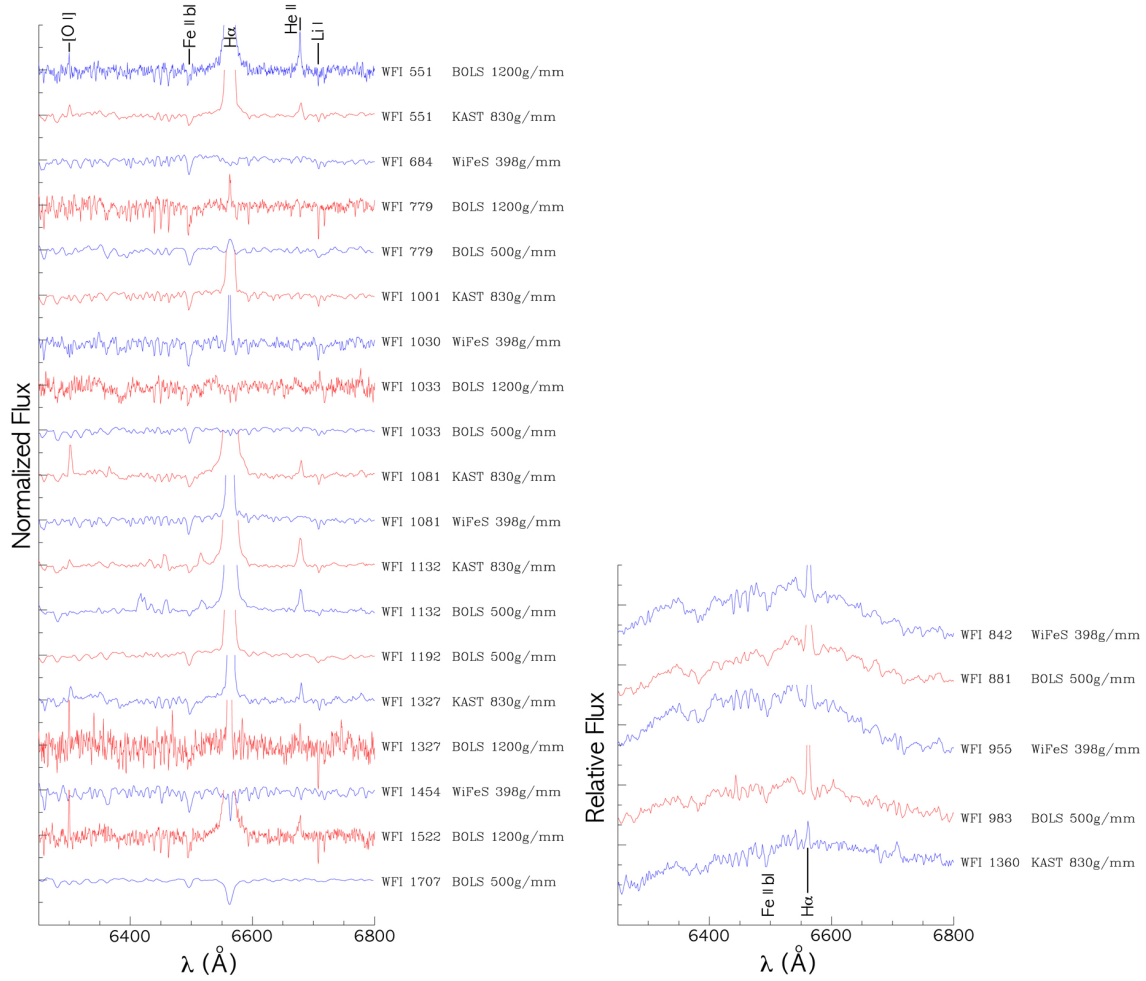 [O I]
Fe II bl
Hα
He II
Li I
WFI 551 BOLS 1200g/mm
WFI 551 KAST 830g/mm
WFI 684 WiFeS 398g/mm
WFI 779 BOLS 1200g/mm
WFI 779 BOLS 500g/mm
WFI 1001 KAST 830g/mm
WFI 1030 WiFeS 398g/mm
WFI 1033 BOLS 1200g/mm
WFI 1033 BOLS 500g/mm
WFI 1081 KAST 830g/mm
WFI 1081 WiFeS 398g/mm
WFI 1132 KAST 830g/mm
WFI 1132 BOLS 500g/mm
WFI 1192 BOLS 500g/mm
WFI 1327 KAST 830g/mm
WFI 1327 BOLS 1200g/mm
WFI 1454 WiFeS 398g/mm
WFI 1522 BOLS 1200g/mm
WFI 1707 BOLS 500g/mm
Normalized Flux
6400 6600 6800
λ (Å)
WFI 842 WiFeS 398g/mm
WFI 881 BOLS 500g/mm
WFI 955 WiFeS 398g/mm
WFI 983 BOLS 500g/mm
WFI 1360 KAST 830g/mm
Relative Flux
Fe II bl
Hα
6400 6600 6800
λ (Å)